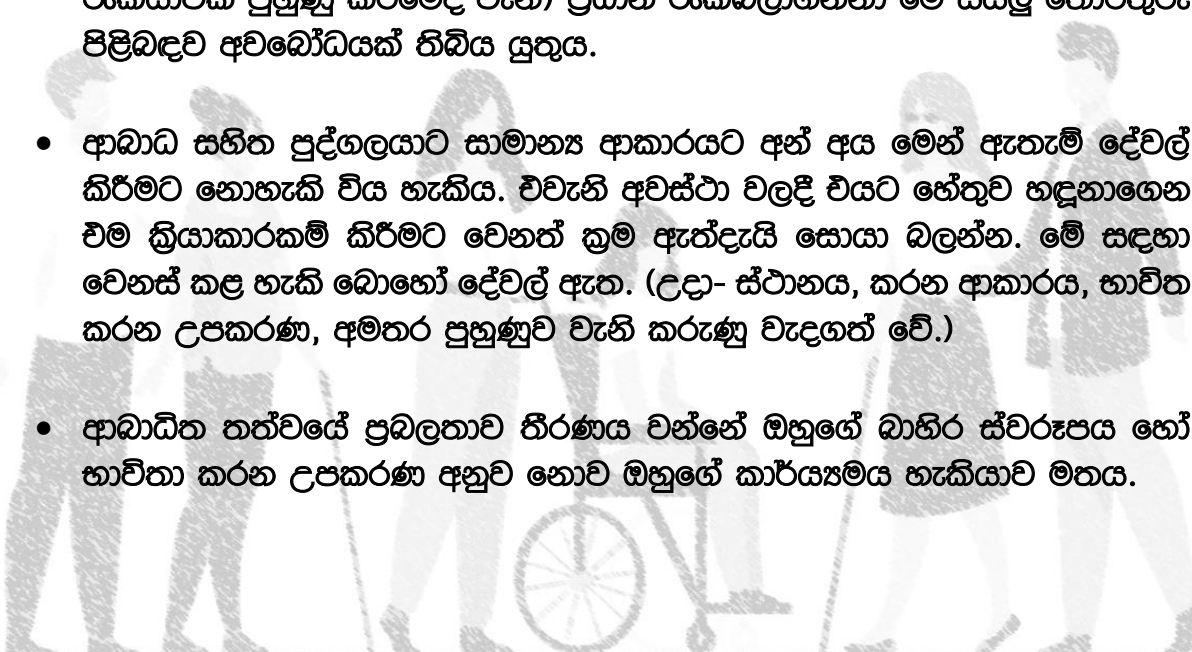 පිළිබඳව අවබෝධයක් තිබිය යුතුය.
• ආබාධ සහිත පුද්ගලයාට සාමාන්‍ය ආකාරයට අන් අය මෙන් ඇතැම් දේවල්
කිරීමට නොහැකි විය හැකිය. එවැනි අවස්ථා වලදී එයට හේතුව හඳූනාගෙන
එම ක්‍රියාකාරකම් කිරීමට වෙනත් ක්‍රම ඇත්දැයි සොයා බලන්න. මේ සඳහා
වෙනස් කළ හැකි බොහෝ දේවල් ඇත. (උදා- ස්ථානය, කරන ආකාරය, භාවිත
කරන උපකරණ, අමතර පුහුණුව වැනි කරුණු වැදගත් වේ.)
• ආබාධිත තත්වයේ ප්‍රබලතාව තීරණය වන්නේ ඔහුගේ බාහිර ස්වරූපය හෝ
භාවිතා කරන උපකරණ අනුව නොව ඔහුගේ කාර්ය්‍යමය හැකියාව මතය.